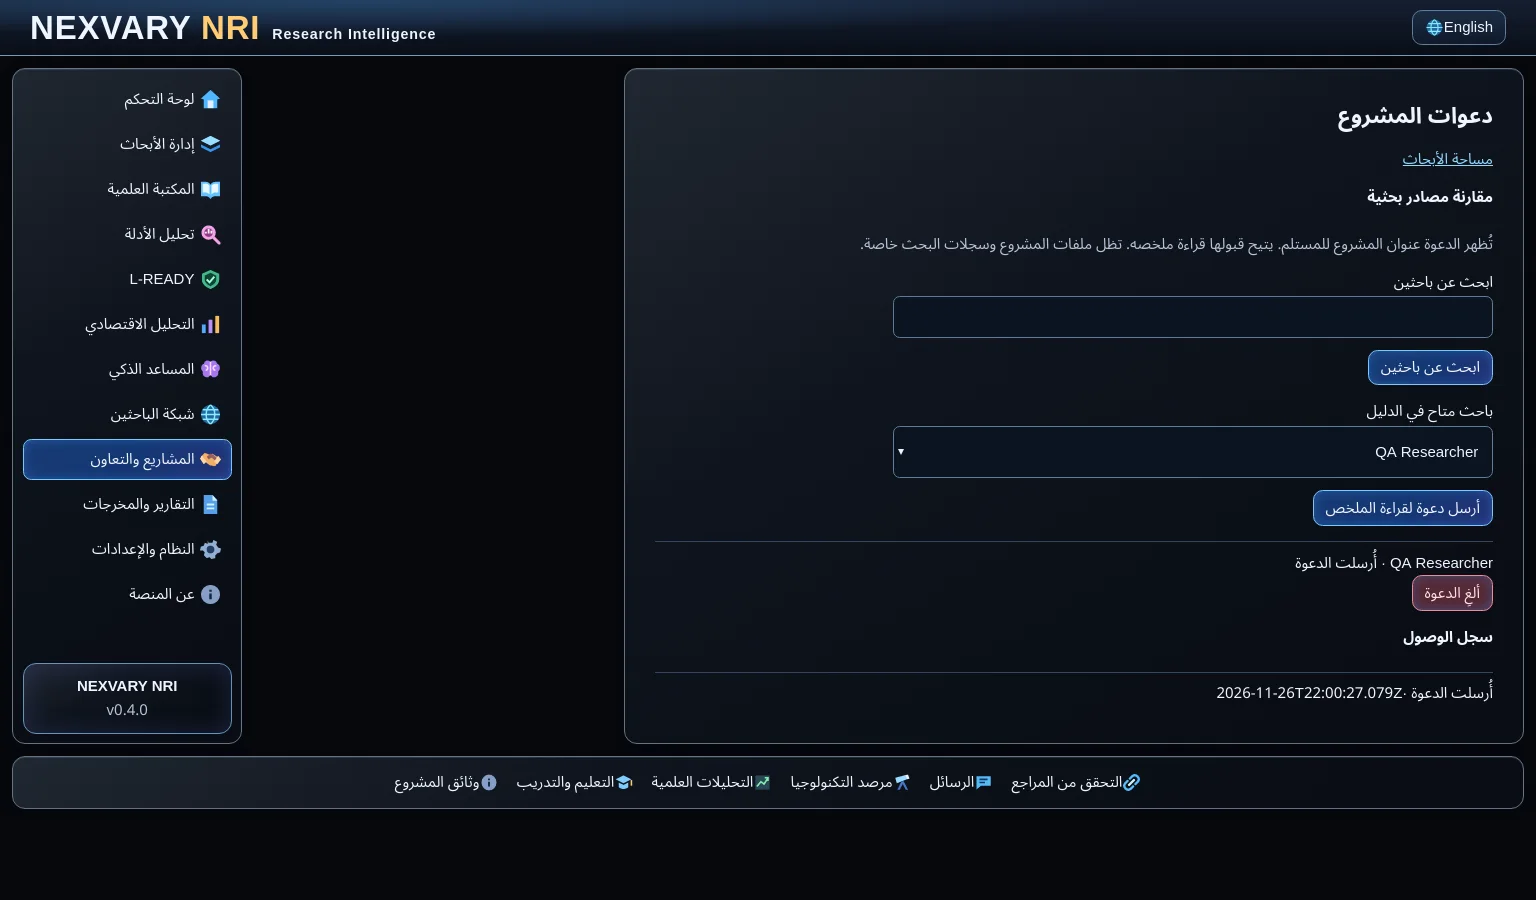 NEXVARY NRI Research Intelligence
English
دعوات المشروع
مساحة الأبحاث
مقارنة مصادر بحثية
تُظهر الدعوة عنوان المشروع للمستلم. يتيح قبولها قراءة ملخصه. تظل ملفات المشروع وسجلات البحث خاصة.
ابحث عن باحثين
ابحث عن باحثين
باحث متاح في الدليل
QA Researcher
أرسل دعوة لقراءة الملخص
QA Researcher · أُرسلت الدعوة
ألغِ الدعوة
سجل الوصول
أُرسلت الدعوة ·2026-11-26T22:00:27.079Z
لوحة التحكم
إدارة الأبحاث
المكتبة العلمية
تحليل الأدلة
L-READY
التحليل الاقتصادي
المساعد الذكي
شبكة الباحثين
المشاريع والتعاون
التقارير والمخرجات
النظام والإعدادات
عن المنصة
NEXVARY NRI
v0.4.0
التحقق من المراجع الرسائل مرصد التكنولوجيا التحليلات العلمية التعليم والتدريب وثائق المشروع